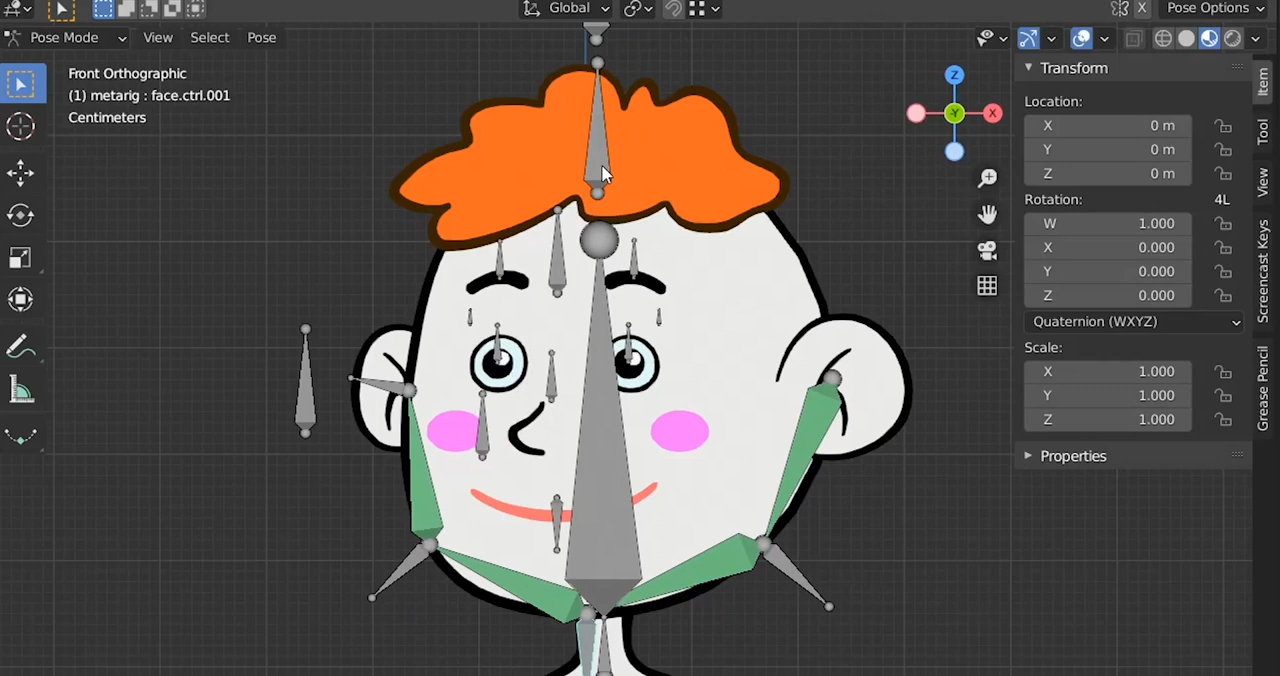 Global
X
Pose Options
Pose Mode
View
Select
Pose
Front Orthographic
(1) metarig : face.ctrl.001
Centimeters
Z
-Y
X
Transform
Location:
X 0 m
Y 0 m
Z 0 m
Rotation:
4L
W 1.000
X 0.000
Y 0.000
Z 0.000
Quaternion (WXYZ)
Scale:
X 1.000
Y 1.000
Z 1.000
Properties
Item
Tool
View
Screencast Keys
Grease Pencil